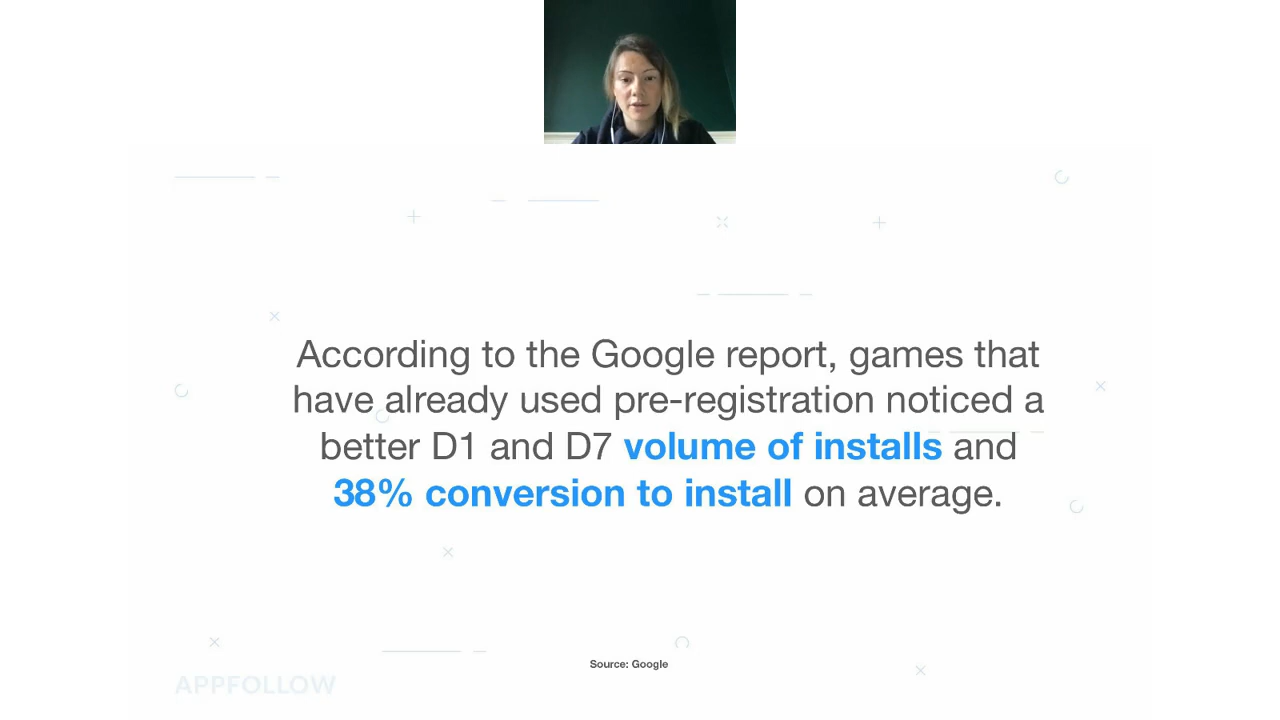 According to the Google report, games that
have already used pre-registration noticed a
better D1 and D7 volume of installs and
38% conversion to install on average.
Source: Google
APPFOLLOW